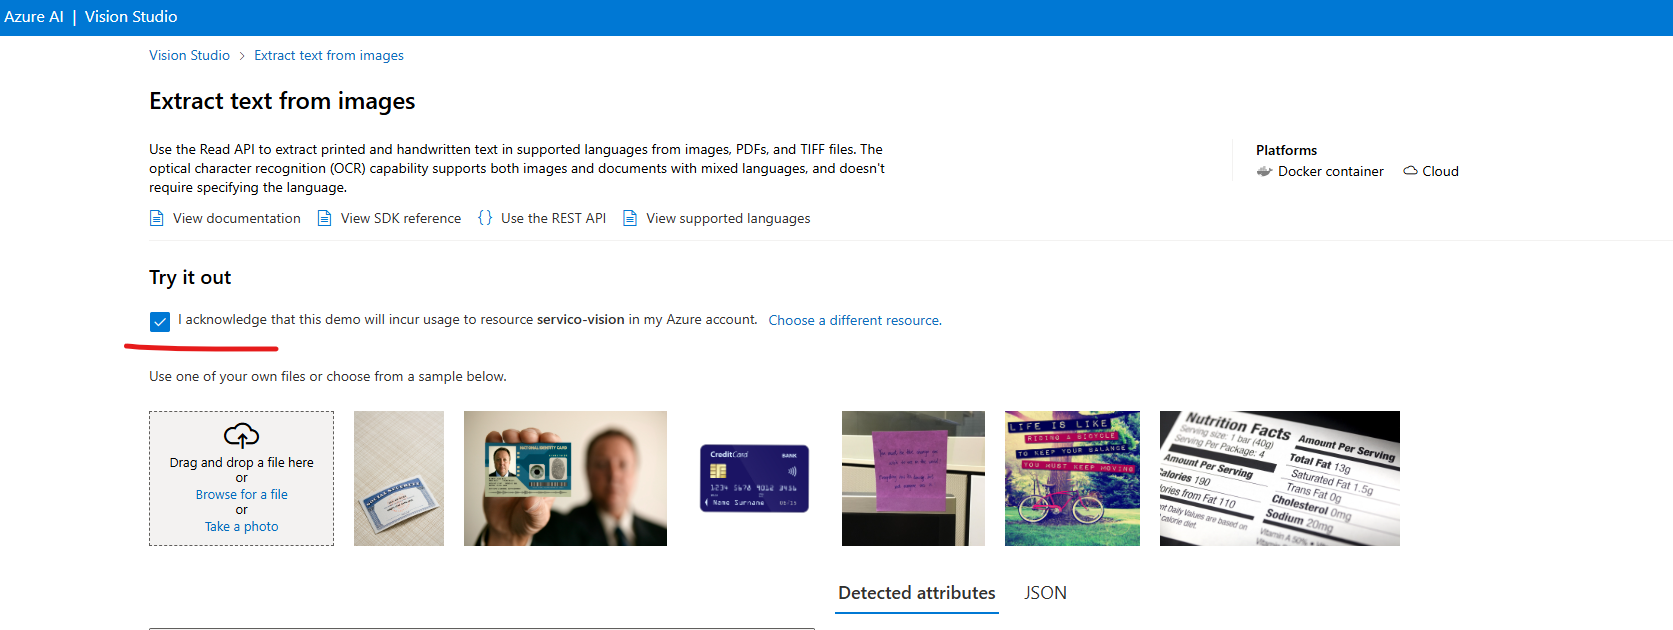 Azure AI | Vision Studio
Vision Studio > Extract text from images
Extract text from images
Use the Read API to extract printed and handwritten text in supported languages from images, PDFs, and TIFF files. The
optical character recognition (OCR) capability supports both images and documents with mixed languages, and doesn't
require specifying the language.
Platforms
Docker container Cloud
View documentation View SDK reference {} Use the REST API View supported languages
Try it out
I acknowledge that this demo will incur usage to resource servico-vision in my Azure account. Choose a different resource.
Use one of your own files or choose from a sample below.
Drag and drop a file here
or
Browse for a file
or
Take a photo
NATIONAL IDENTITY CARD
CreditCard BANK
1234 5678 9012 3456
Name Surname
LIFE IS LIKE
RIDING A BICYCLE
TO KEEP YOUR BALANCE
YOU MUST KEEP MOVING
Nutrition Facts
Serving size: 1 bar (40g)
Serving Per Package: 4
Amount Per Serving
alories 190
ories from Fat 110
nt Daily Values are based on
calorie diet.
Amount Per Serving
Total Fat 13g
Saturated Fat 1.5g
Trans Fat 0g
Cholesterol 0mg
Sodium 20mg
Vitamin A 50%
Detected attributes JSON